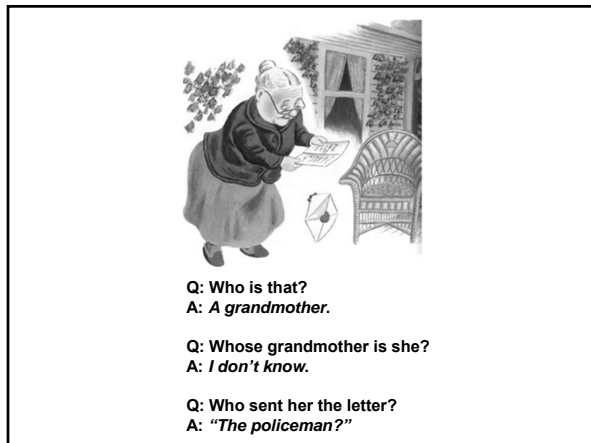 Q: Who is that?
A: A grandmother.
Q: Whose grandmother is she?
A: I don't know.
Q: Who sent her the letter?
A: “The policeman?”